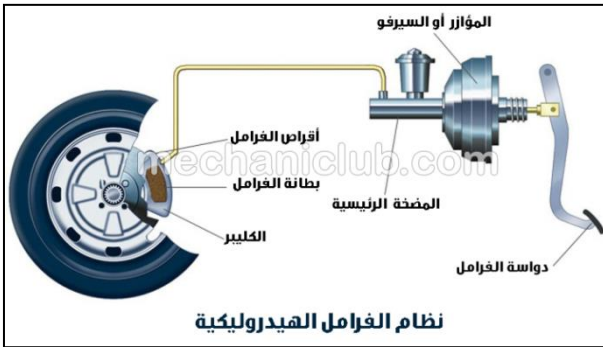 المؤازر أو السيرفو
أقراص الفرامل
mechaniclub.com
بطانة الفرامل
المضخة الرئيسية
الكليبر
دواسة الفرامل
نظام الفرامل الهيدروليكية